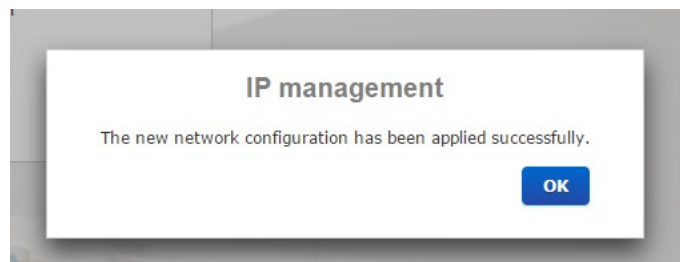 IP management
The new network configuration has been applied successfully.
OK